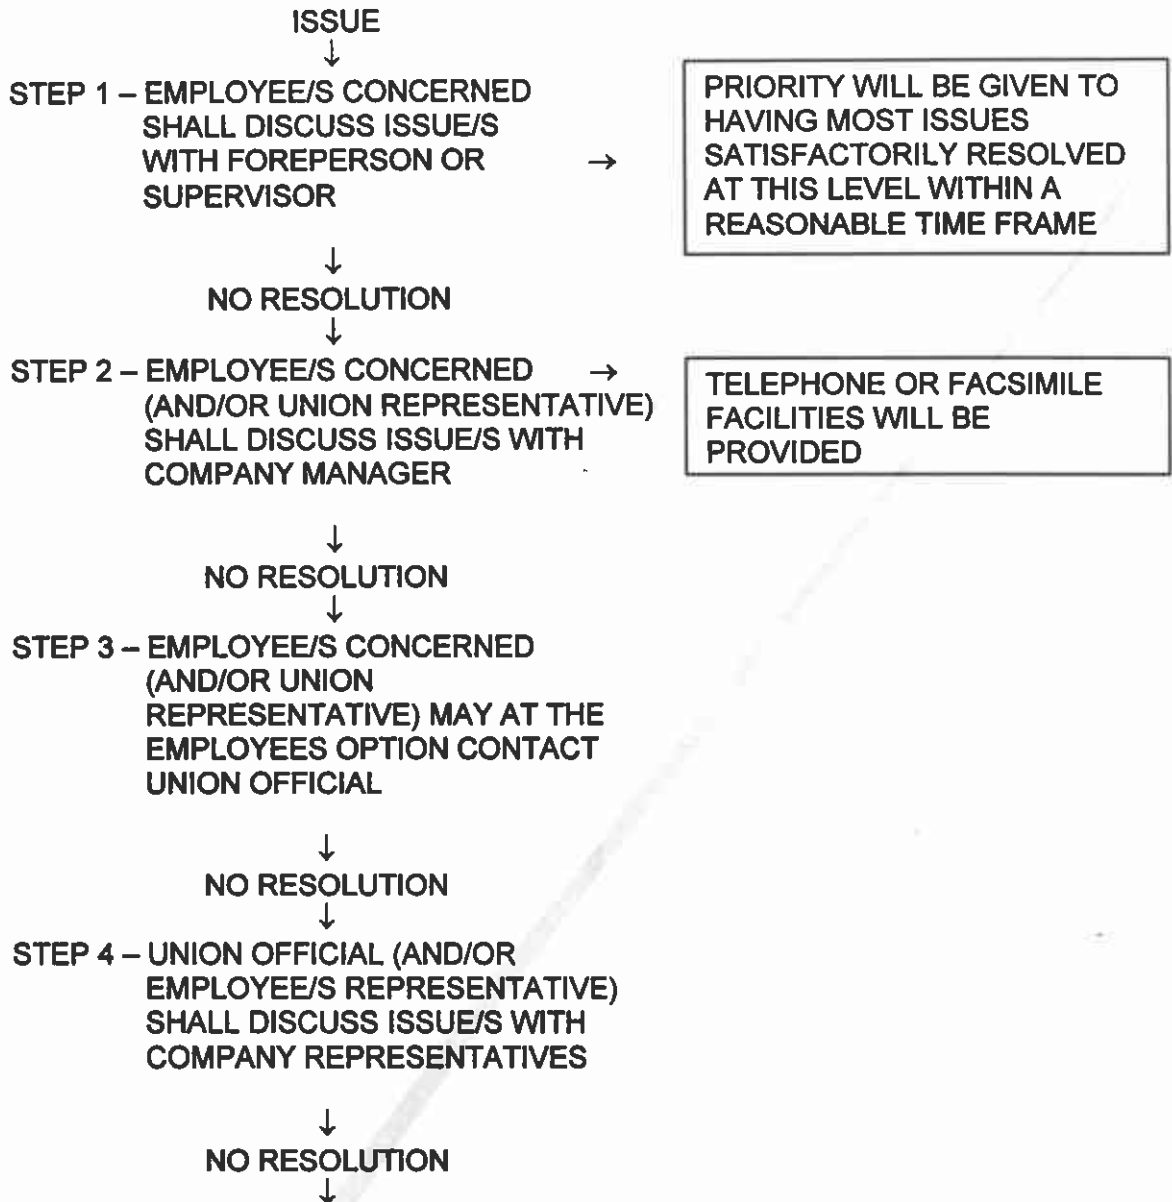 ISSUE
↓
STEP 1 – EMPLOYEE/S CONCERNED
SHALL DISCUSS ISSUE/S
WITH FOREPERSON OR →
SUPERVISOR
PRIORITY WILL BE GIVEN TO
HAVING MOST ISSUES
SATISFACTORILY RESOLVED
AT THIS LEVEL WITHIN A
REASONABLE TIME FRAME
↓
NO RESOLUTION
↓
STEP 2 – EMPLOYEE/S CONCERNED →
(AND/OR UNION REPRESENTATIVE)
SHALL DISCUSS ISSUE/S WITH
COMPANY MANAGER
TELEPHONE OR FACSIMILE
FACILITIES WILL BE
PROVIDED
↓
NO RESOLUTION
↓
STEP 3 – EMPLOYEE/S CONCERNED
(AND/OR UNION
REPRESENTATIVE) MAY AT THE
EMPLOYEES OPTION CONTACT
UNION OFFICIAL
↓
NO RESOLUTION
↓
STEP 4 – UNION OFFICIAL (AND/OR
EMPLOYEE/S REPRESENTATIVE)
SHALL DISCUSS ISSUE/S WITH
COMPANY REPRESENTATIVES
↓
NO RESOLUTION
↓